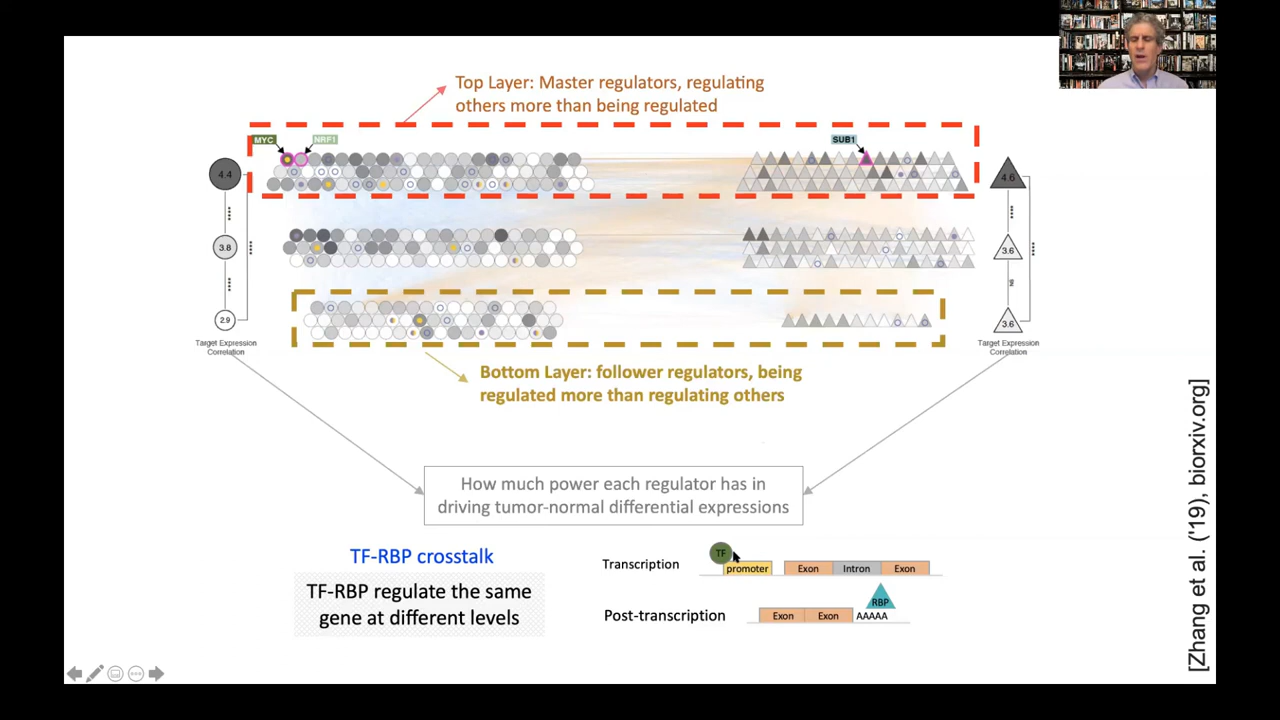 Top Layer: Master regulators, regulating
others more than being regulated
MYC
NRF1
SUB1
4.4
4.6
3.8
3.6
2.9
ns
3.6
Target Expression
Correlation
Target Expression
Correlation
Bottom Layer: follower regulators, being
regulated more than regulating others
How much power each regulator has in
driving tumor-normal differential expressions
TF-RBP crosstalk
TF-RBP regulate the same
gene at different levels
Transcription
TF
promoter
Exon
Intron
Exon
Post-transcription
Exon
Exon
AAAAA
RBP
[Zhang et al. ('19), biorxiv.org]